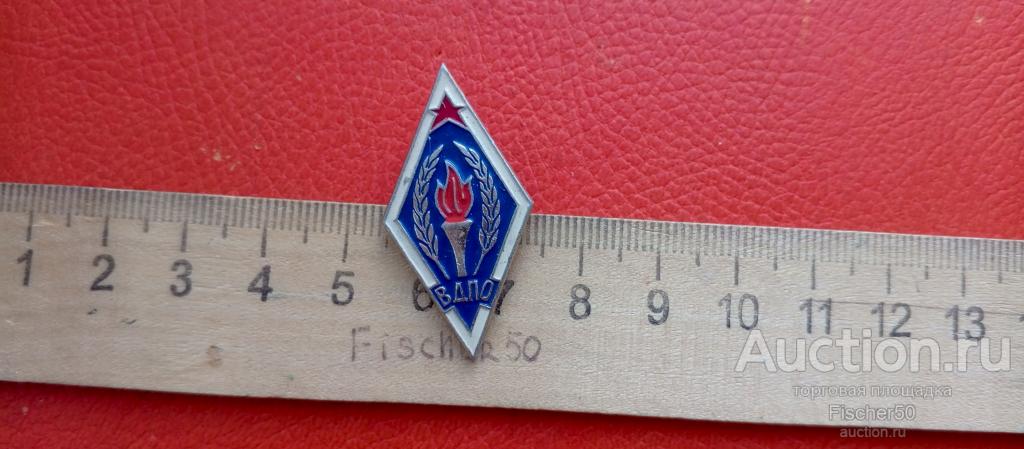 ВДПО
1 2 3 4 5 6 7 8 9 10 11 12 13
Fischer50
Auction.ru
торговая площадка
Fischer50
auction.ru